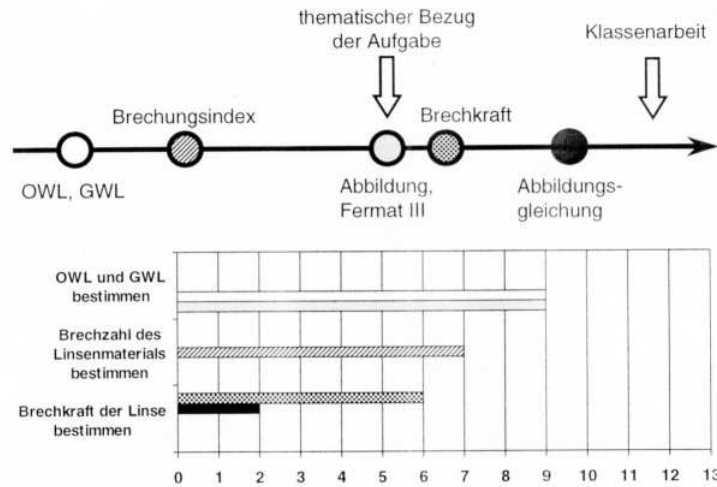 thematischer Bezug
der Aufgabe
Klassenarbeit
Brechungsindex
Brechkraft
OWL, GWL
Abbildung,
Fermat III
Abbildungs-
gleichung
OWL und GWL
bestimmen
Brechzahl des
Linsenmaterials
bestimmen
Brechkraft der Linse
bestimmen
0 1 2 3 4 5 6 7 8 9 10 11 12 13